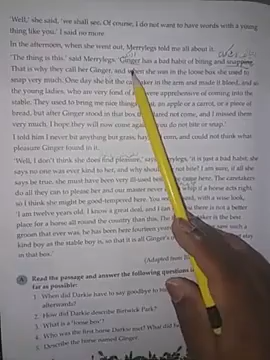 'Well,' she said, 'we shall see. Of course, I do not want to have words with a young
thing like you.' I said no more.
In the afternoon, when she went out, Merrylegs told me all about it.
'The thing is this,' said Merrylegs, 'Ginger has a bad habit of biting and snapping.
That is why they call her Ginger, and when she was in the loose box she used to
snap very much. One day she bit the in the arm and made it bleed, and so
the young ladies, who are very fond of me, were apprehensive of coming into the
stable. They used to bring me nice things to eat, an apple or a carrot, or a piece of
bread, but after Ginger stood in that box, they dared not come, and I missed them
very much. I hope they will now come again, if you do not bite or snap.'
I told him I never bit anything but grass, hay, corn, and could not think what
pleasure Ginger found in it.
'Well, I don't think she does find pleasure,' says Merrylegs, 'it is just a bad habit; she
says no one was ever kind to her, and why should she not bite? I am sure, if all she
says be true, she must have been very ill-used before she came here. The caretakers
do all they can to please her and our master never uses a whip if a horse acts right,
so I think she might be good-tempered here. You see,' he said, with a wise look,
'I am twelve years old, I know a great deal, and I can tell you there is not a better
place for a horse all round the country than this. The caretaker is the best
groom that ever was, he has been here fourteen years; and you never saw such a
kind boy as the stable boy is, so that it is all Ginger's
in that box.'
(Adapted from
A Read the passage and answer the following questions in
far as possible:
1. When did Darkie have to say goodbye to
afterwards?
2. How did Darkie describe Birtwick Park?
3. What is a 'loose box'?
4. Who was the first horse Darkie met? What did he
5. Describe the horse named Ginger.